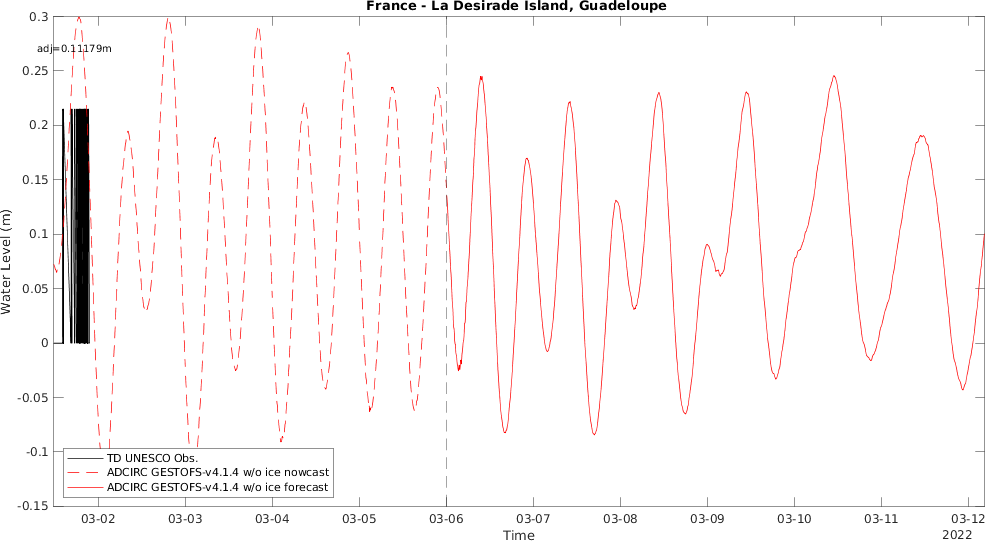 France - La Desirade Island, Guadeloupe
adj=0.11179m
0.3
0.25
0.2
0.15
0.1
0.05
0
-0.05
-0.1
-0.15
Water Level (m)
TD UNESCO Obs.
ADCIRC GESTOFS-v4.1.4 w/o ice nowcast
ADCIRC GESTOFS-v4.1.4 w/o ice forecast
03-02 03-03 03-04 03-05 03-06 03-07 03-08 03-09 03-10 03-11 03-12
2022
Time